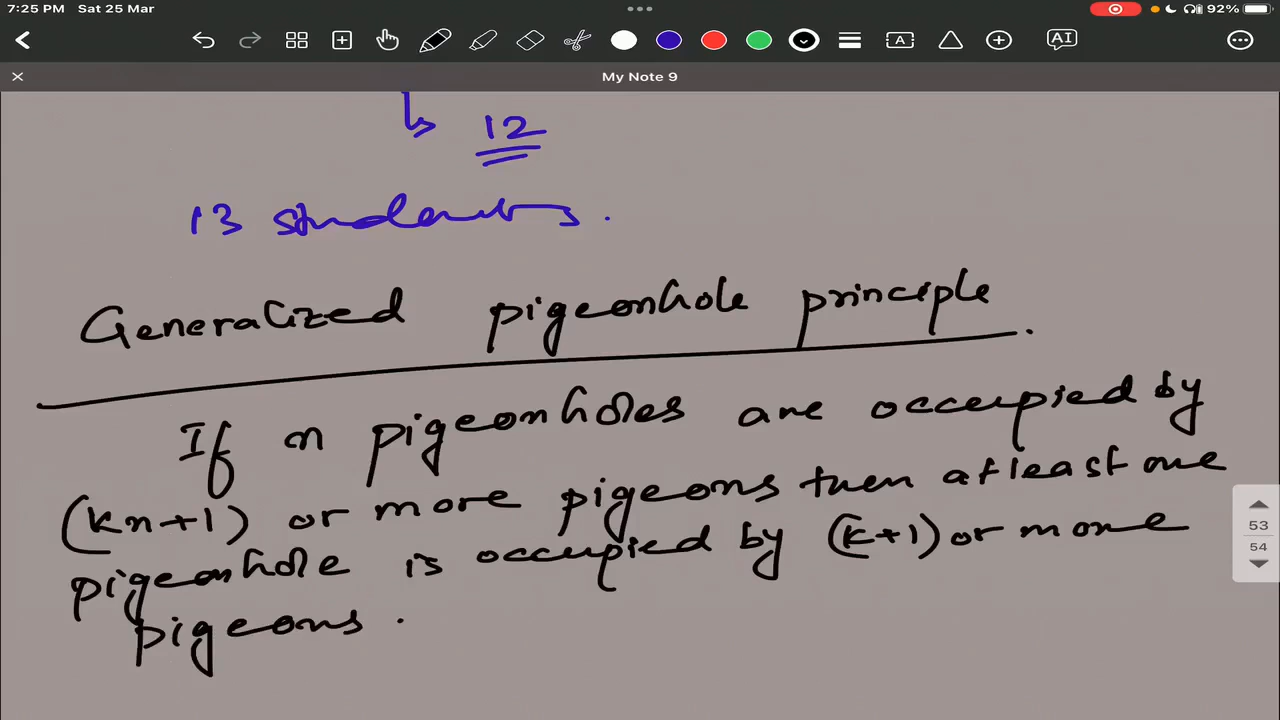 7:25 PM Sat 25 Mar
92%
A
AI
My Note 9
12
13 students.
Generalized pigeonhole principle.
If n pigeonholes are occupied by
(kn+1) or more pigeons then atleast one
pigeonhole is occupied by (k+1) or more
pigeons.
53
54